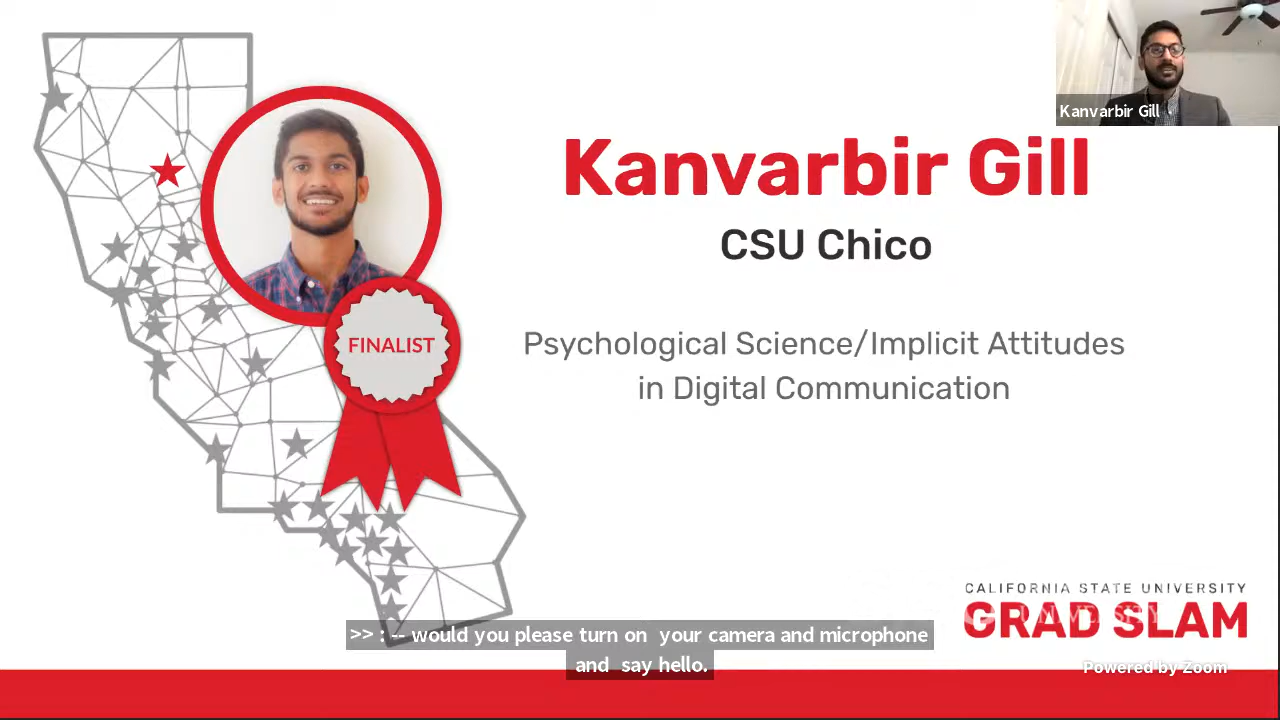 Kanvarbir Gill
Kanvarbir Gill
CSU Chico
FINALIST
Psychological Science/Implicit Attitudes
in Digital Communication
CALIFORNIA STATE UNIVERSITY
GRAD SLAM
UNIVERSITY
>> : -- would you please turn on your camera and microphone
and say hello.
Powered by Zoom